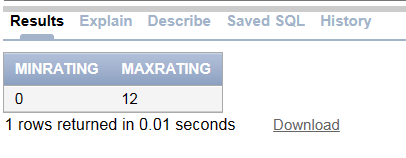 Results Explain Describe Saved SQL History
MINRATING MAXRATING
0 12
1 rows returned in 0.01 seconds Download